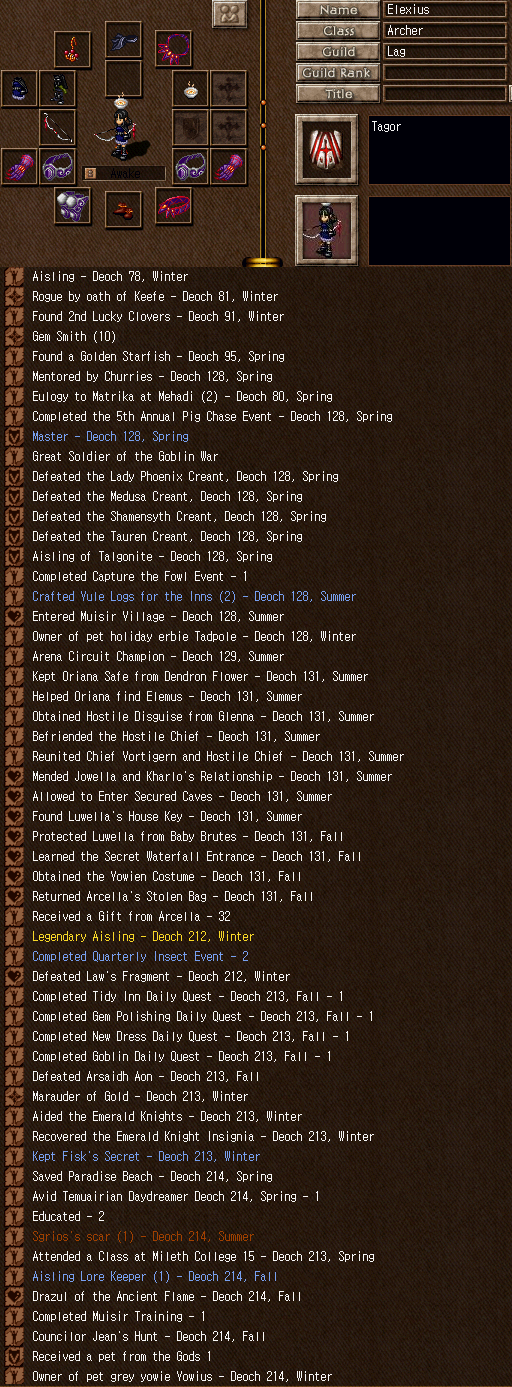 Name
Elexius
Class
Archer
Guild
Lag
Guild Rank
Title
Tagor
Awake
Aisling - Deoch 78, Winter
Rogue by oath of Keefe - Deoch 81, Winter
Found 2nd Lucky Clovers - Deoch 91, Winter
Gem Smith (10)
Found a Golden Starfish - Deoch 95, Spring
Mentored by Churries - Deoch 128, Spring
Eulogy to Matrika at Mehadi (2) - Deoch 80, Spring
Completed the 5th Annual Pig Chase Event - Deoch 128, Spring
Master - Deoch 128, Spring
Great Soldier of the Goblin War
Defeated the Lady Phoenix Creant, Deoch 128, Spring
Defeated the Medusa Creant, Deoch 128, Spring
Defeated the Shamensyth Creant, Deoch 128, Spring
Defeated the Tauren Creant, Deoch 128, Spring
Aisling of Talgonite - Deoch 128, Spring
Completed Capture the Fowl Event - 1
Crafted Yule Logs for the Inns (2) - Deoch 128, Summer
Entered Muisir Village - Deoch 128, Summer
Owner of pet holiday erbie Tadpole - Deoch 128, Winter
Arena Circuit Champion - Deoch 129, Summer
Kept Oriana Safe from Dendron Flower - Deoch 131, Summer
Helped Oriana find Elemus - Deoch 131, Summer
Obtained Hostile Disguise from Glenna - Deoch 131, Summer
Befriended the Hostile Chief - Deoch 131, Summer
Reunited Chief Vortigern and Hostile Chief - Deoch 131, Summer
Mended Jowella and Kharlo's Relationship - Deoch 131, Summer
Allowed to Enter Secured Caves - Deoch 131, Summer
Found Luwella's House Key - Deoch 131, Summer
Protected Luwella from Baby Brutes - Deoch 131, Fall
Learned the Secret Waterfall Entrance - Deoch 131, Fall
Obtained the Yowien Costume - Deoch 131, Fall
Returned Arcella's Stolen Bag - Deoch 131, Fall
Received a Gift from Arcella - 32
Legendary Aisling - Deoch 212, Winter
Completed Quarterly Insect Event - 2
Defeated Law's Fragment - Deoch 212, Winter
Completed Tidy Inn Daily Quest - Deoch 213, Fall - 1
Completed Gem Polishing Daily Quest - Deoch 213, Fall - 1
Completed New Dress Daily Quest - Deoch 213, Fall - 1
Completed Goblin Daily Quest - Deoch 213, Fall - 1
Defeated Arsaidh Aon - Deoch 213, Fall
Marauder of Gold - Deoch 213, Winter
Aided the Emerald Knights - Deoch 213, Winter
Recovered the Emerald Knight Insignia - Deoch 213, Winter
Kept Fisk's Secret - Deoch 213, Winter
Saved Paradise Beach - Deoch 214, Spring
Avid Temuairian Daydreamer Deoch 214, Spring - 1
Educated - 2
Sgrios's scar (1) - Deoch 214, Summer
Attended a Class at Mileth College 15 - Deoch 213, Spring
Aisling Lore Keeper (1) - Deoch 214, Fall
Drazul of the Ancient Flame - Deoch 214, Fall
Completed Muisir Training - 1
Councilor Jean's Hunt - Deoch 214, Fall
Received a pet from the Gods 1
Owner of pet grey yowie Yowius - Deoch 214, Winter